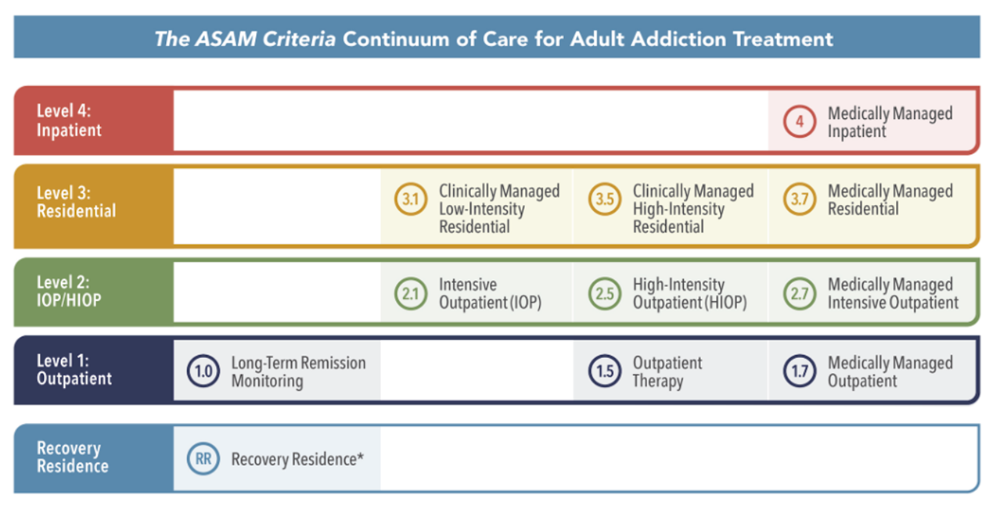 The ASAM Criteria Continuum of Care for Adult Addiction Treatment
Level 4:
Inpatient
4
Medically Managed
Inpatient
Level 3:
Residential
3.1
Clinically Managed
Low-Intensity
Residential
3.5
Clinically Managed
High-Intensity
Residential
3.7
Medically Managed
Residential
Level 2:
IOP/HIOP
2.1
Intensive
Outpatient (IOP)
2.5
High-Intensity
Outpatient (HIOP)
2.7
Medically Managed
Intensive Outpatient
Level 1:
Outpatient
1.0
Long-Term Remission
Monitoring
1.5
Outpatient
Therapy
1.7
Medically Managed
Outpatient
Recovery
Residence
RR
Recovery Residence*